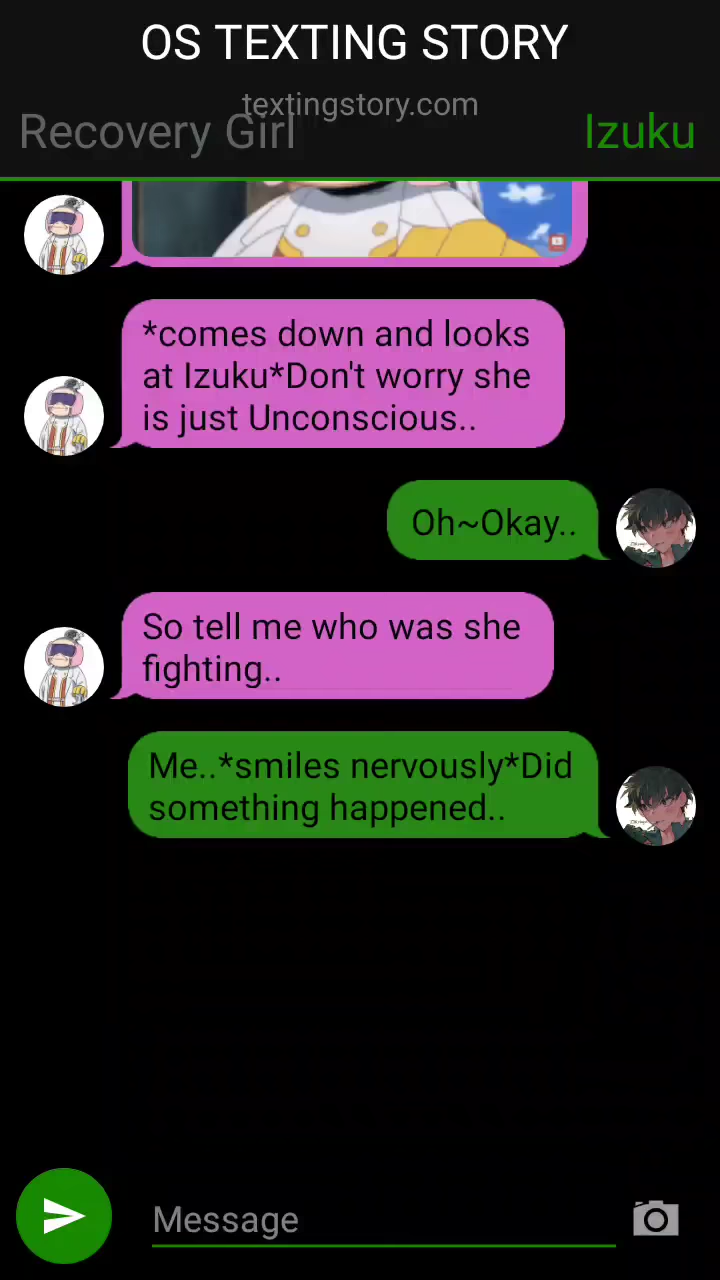 OS TEXTING STORY
textingstory.com
Recovery Girl
Izuku
*comes down and looks
at Izuku*Don't worry she
is just Unconscious..
Oh~Okay..
So tell me who was she
fighting..
Me..*smiles nervously*Did
something happened..
Message